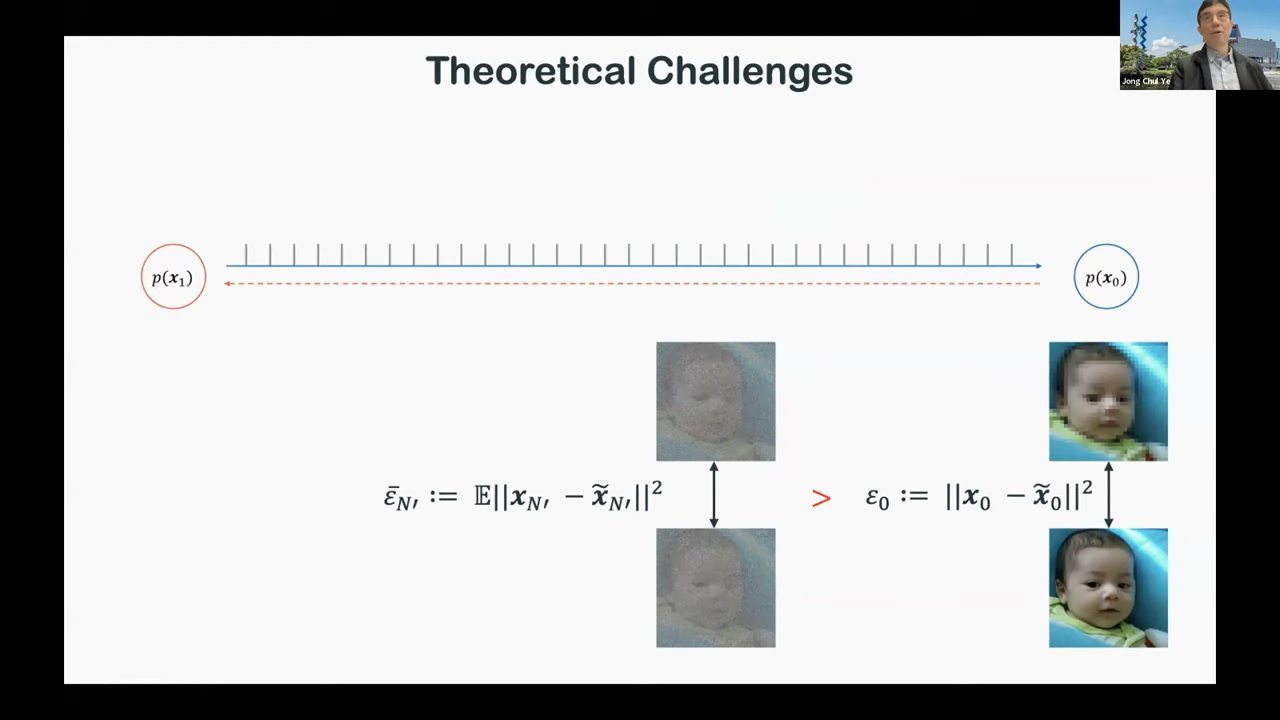 Theoretical Challenges
Jong Chul Ye
p(x₁)
p(x₀)
ε̄_N′ := 𝔼||x_N′ − x̃_N′||²
>
ε₀ := ||x₀ − x̃₀||²